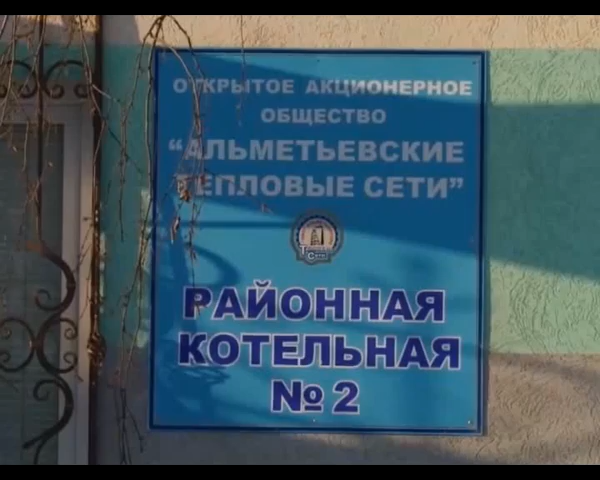 ОТКРЫТОЕ АКЦИОНЕРНОЕ
ОБЩЕСТВО
“АЛЬМЕТЬЕВСКИЕ
ТЕПЛОВЫЕ СЕТИ”
РАЙОННАЯ
КОТЕЛЬНАЯ
№ 2